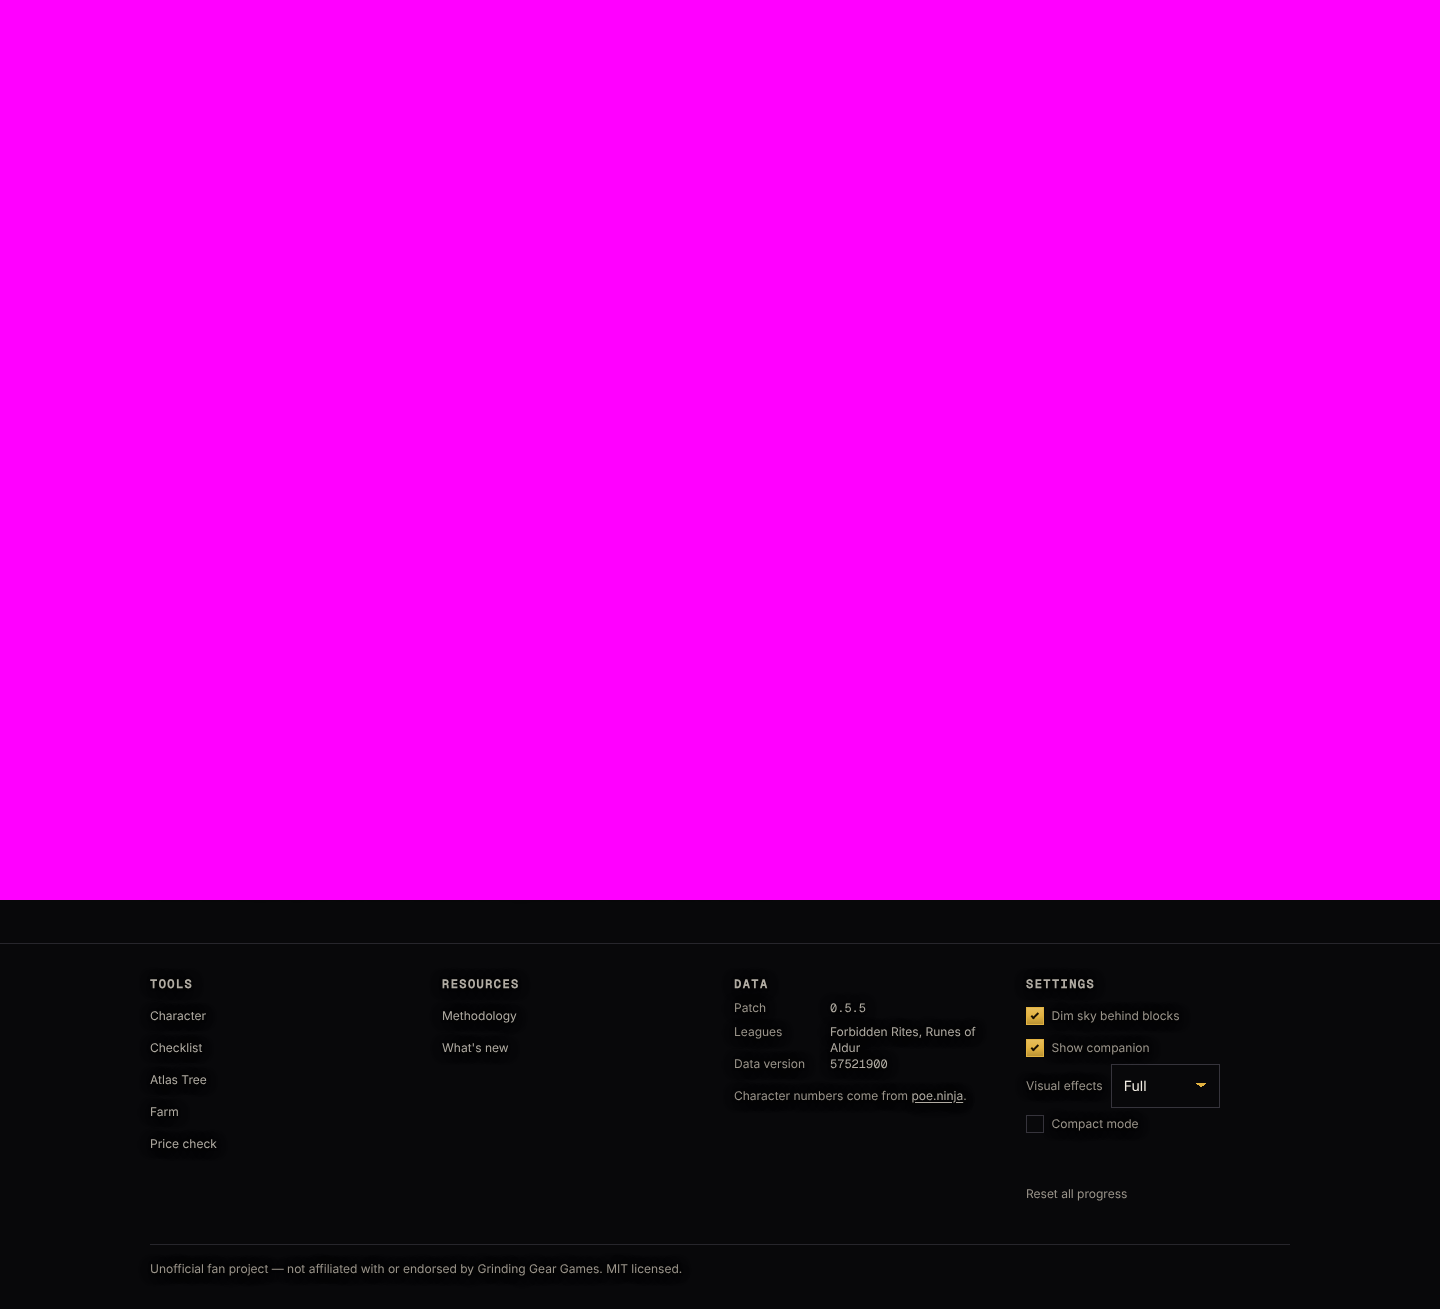 TOOLS
Character
Checklist
Atlas Tree
Farm
Price check
RESOURCES
Methodology
What's new
DATA
Patch 0.5.5
Leagues Forbidden Rites, Runes of
Aldur
Data version 57521900
Character numbers come from poe.ninja.
SETTINGS
Dim sky behind blocks
Show companion
Visual effects Full
Compact mode
Reset all progress
Unofficial fan project — not affiliated with or endorsed by Grinding Gear Games. MIT licensed.